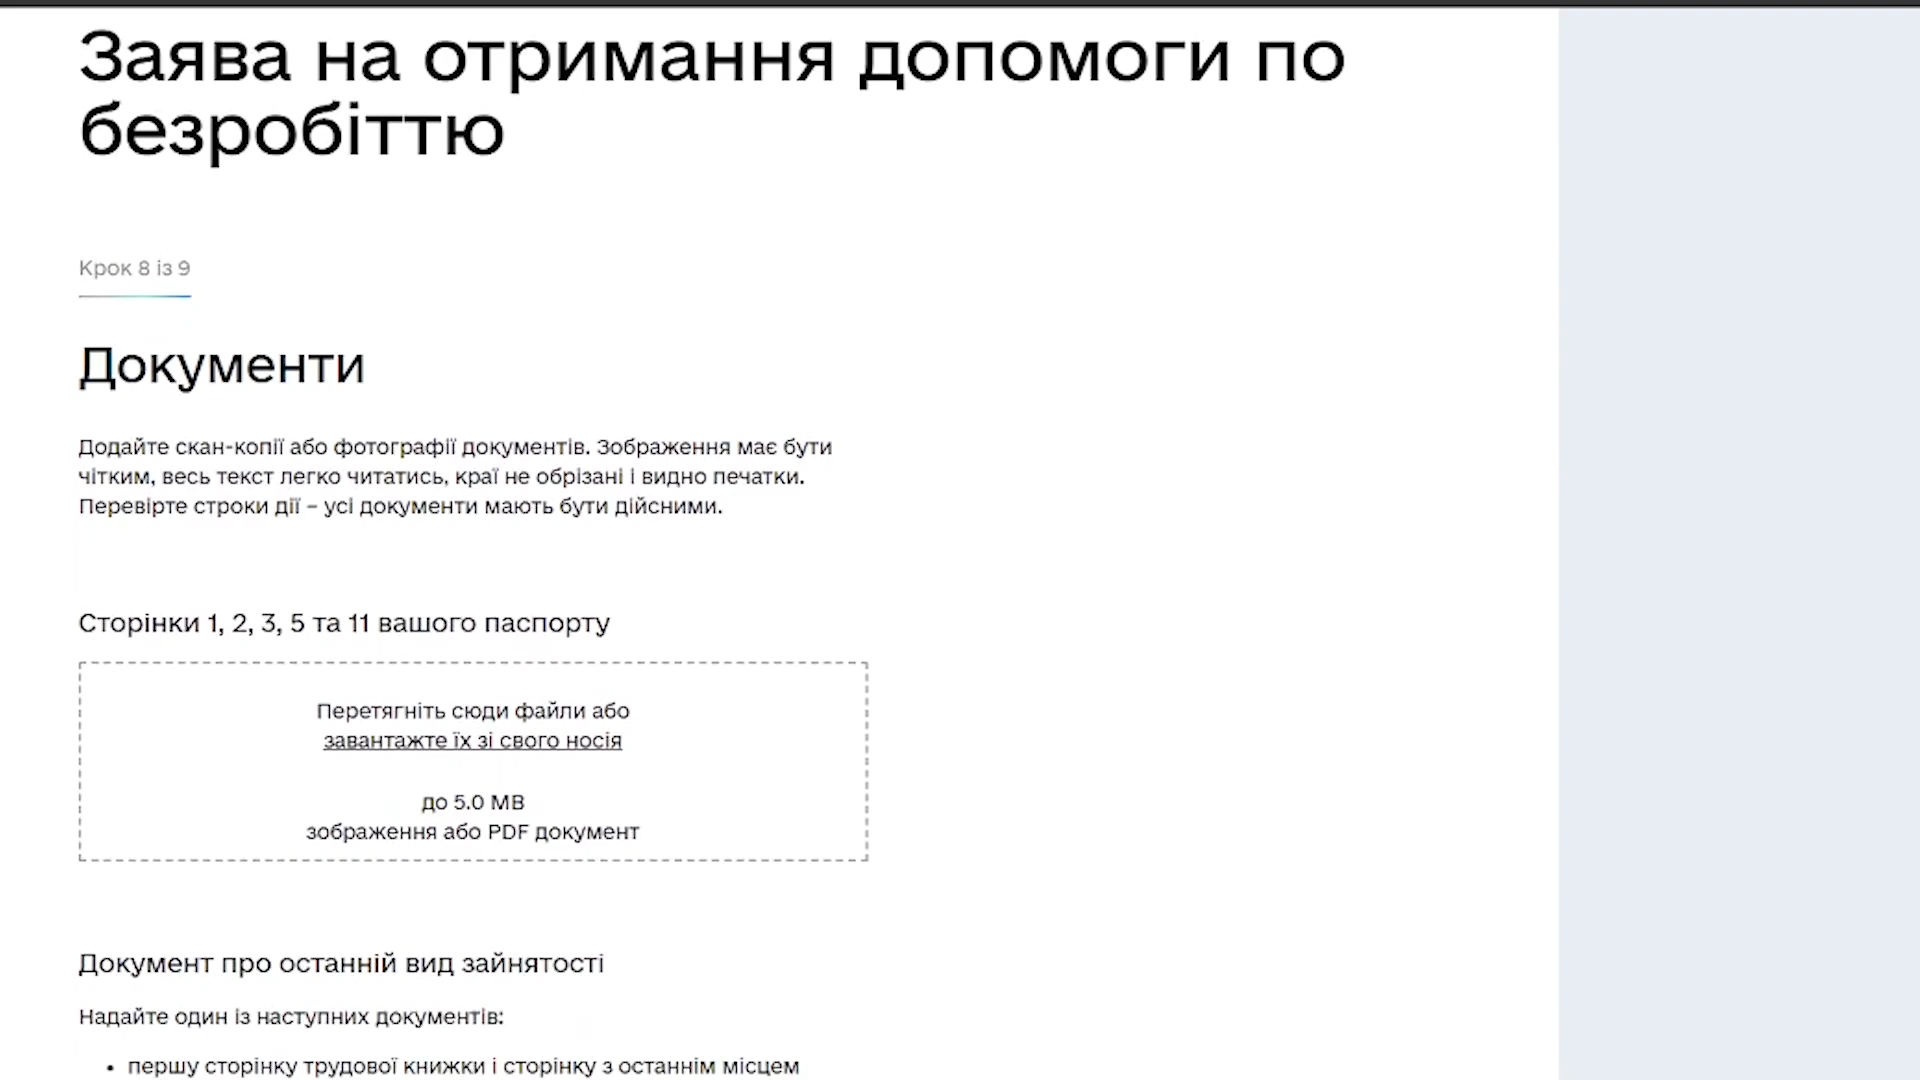 Заява на отримання допомоги по
безробіттю
Крок 8 із 9
Документи
Додайте скан-копії або фотографії документів. Зображення має бути
чітким, весь текст легко читатись, краї не обрізані і видно печатки.
Перевірте строки дії – усі документи мають бути дійсними.
Сторінки 1, 2, 3, 5 та 11 вашого паспорту
Перетягніть сюди файли або
завантажте їх зі свого носія
до 5.0 MB
зображення або PDF документ
Документ про останній вид зайнятості
Надайте один із наступних документів:
• першу сторінку трудової книжки і сторінку з останнім місцем